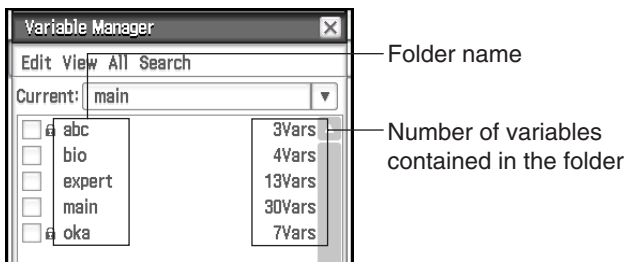 Variable Manager
Edit View All Search
Current: main
abc 3Vars
bio 4Vars
expert 13Vars
main 30Vars
oka 7Vars
Folder name
Number of variables
contained in the folder